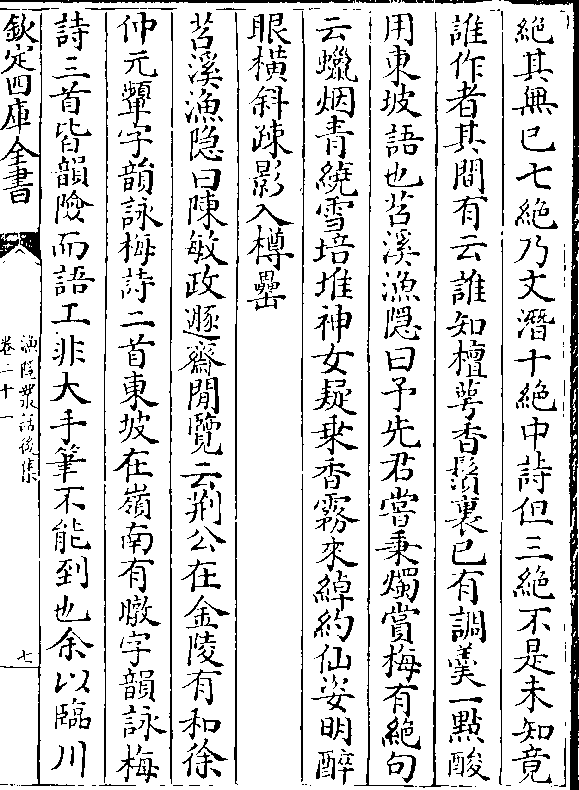 絶其無已七絶乃文潛十絶中詩但三絶不是未知竟
誰作者其間有云誰知檀萼香鬚裏已有調羹一點酸
用東坡語也苕溪漁隠曰予先君嘗秉燭賞梅有絶句
云蠟烟青繞雪培堆神女疑乗香霧來綽約仙姿明醉
眼横斜疎影入樽罍
苕溪漁隠曰陳敏政遯齋閒覽云荆公在金陵有和徐
仲元顰字韻詠梅詩二首東坡在嶺南有暾字韻詠梅
詩三首皆韻險而語工非大手筆不能到也余以臨川
欽定四庫全書
漁隠叢話後集
卷二十一
七